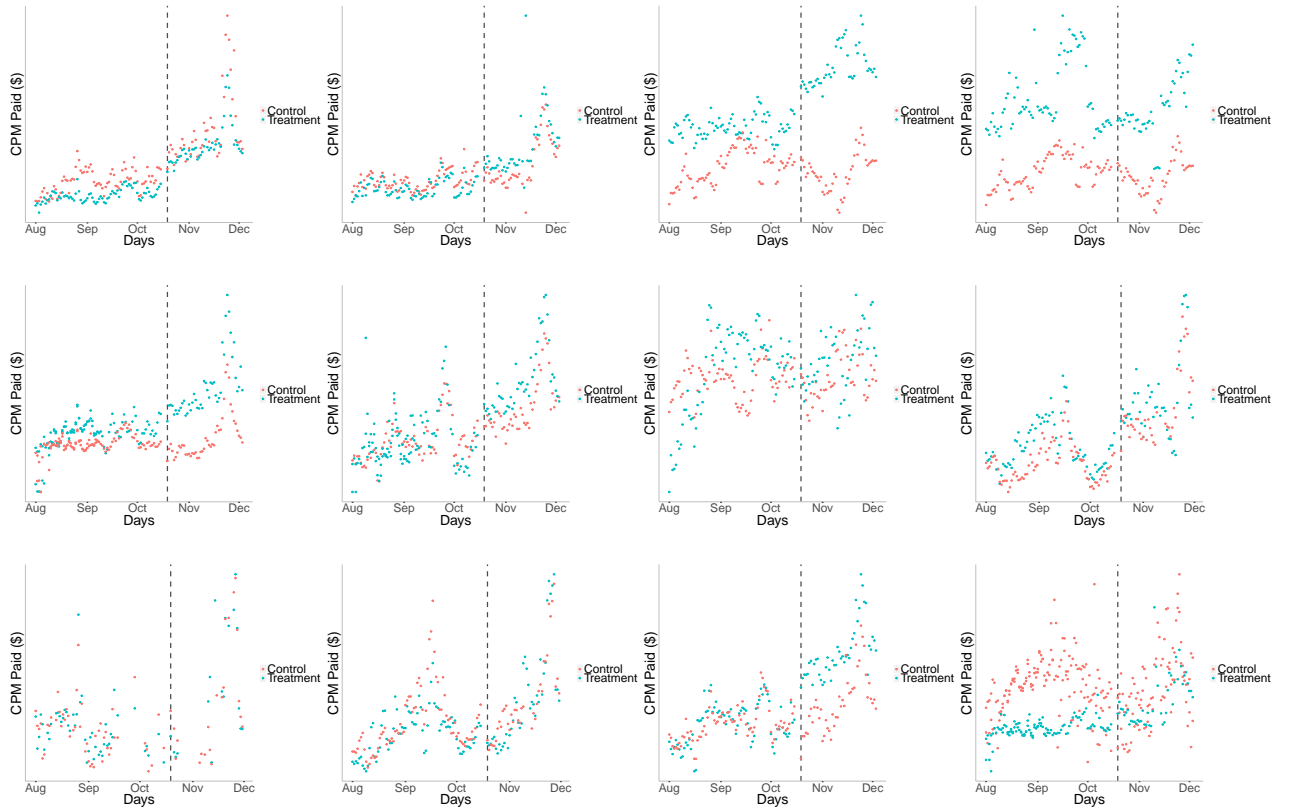 CPM Paid ($)
Control
Treatment
Aug Sep Oct Nov Dec
Days
CPM Paid ($)
Control
Treatment
Aug Sep Oct Nov Dec
Days
CPM Paid ($)
Control
Treatment
Aug Sep Oct Nov Dec
Days
CPM Paid ($)
Control
Treatment
Aug Sep Oct Nov Dec
Days
CPM Paid ($)
Control
Treatment
Aug Sep Oct Nov Dec
Days
CPM Paid ($)
Control
Treatment
Aug Sep Oct Nov Dec
Days
CPM Paid ($)
Control
Treatment
Aug Sep Oct Nov Dec
Days
CPM Paid ($)
Control
Treatment
Aug Sep Oct Nov Dec
Days
CPM Paid ($)
Control
Treatment
Aug Sep Oct Nov Dec
Days
CPM Paid ($)
Control
Treatment
Aug Sep Oct Nov Dec
Days
CPM Paid ($)
Control
Treatment
Aug Sep Oct Nov Dec
Days
CPM Paid ($)
Control
Treatment
Aug Sep Oct Nov Dec
Days